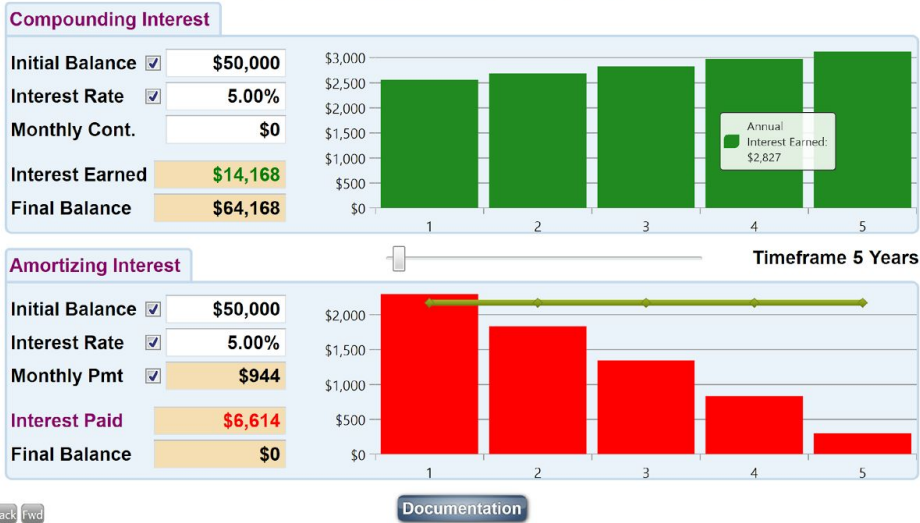 Compounding Interest
Initial Balance $50,000
Interest Rate 5.00%
Monthly Cont. $0
Interest Earned $14,168
Final Balance $64,168
$3,000
$2,500
$2,000
$1,500
$1,000
$500
$0
1 2 3 4 5
Annual
Interest Earned:
$2,827
Timeframe 5 Years
Amortizing Interest
Initial Balance $50,000
Interest Rate 5.00%
Monthly Pmt $944
Interest Paid $6,614
Final Balance $0
$2,000
$1,500
$1,000
$500
$0
1 2 3 4 5
ack Fwd
Documentation